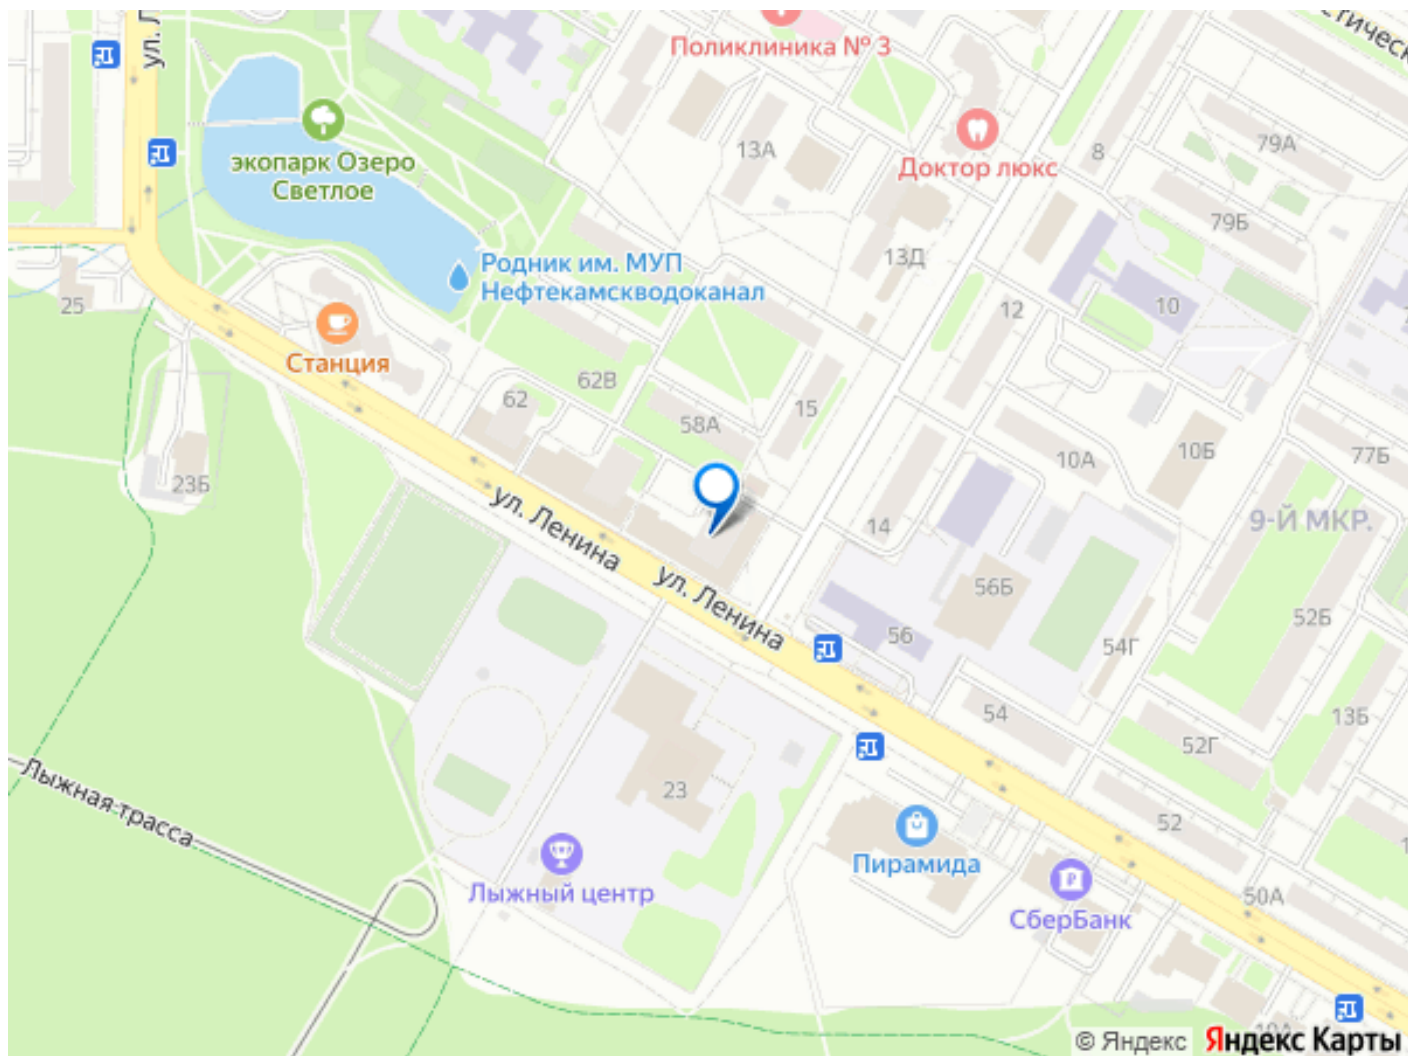 ул. Л
Поликлиника № 3
стическ
79А
13А
8
экопарк Озеро
Светлое
Доктор люкс
79Б
13Д
Родник им. МУП
Нефтекамскводоканал
25
10
12
Станция
62В
62
15
58А
10А
10Б
77Б
23Б
ул. Ленина
14
9-Й МКР.
ул. Ленина
56Б
52Б
56
54Г
54
13Б
52Г
Лыжная трасса
23
52
Пирамида
Лыжный центр
50А
СберБанк
© Яндекс
Яндекс Карты